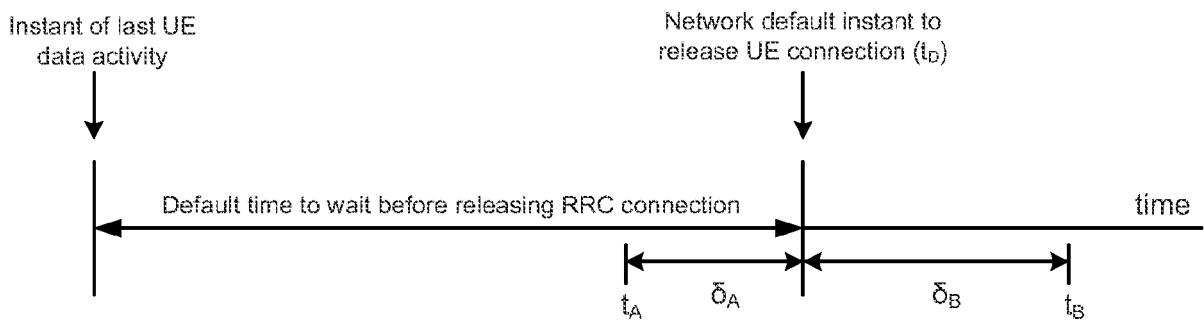 Instant of last UE
data activity
Network default instant to
release UE connection (tD)
Default time to wait before releasing RRC connection
time
tA
δA
δB
tB